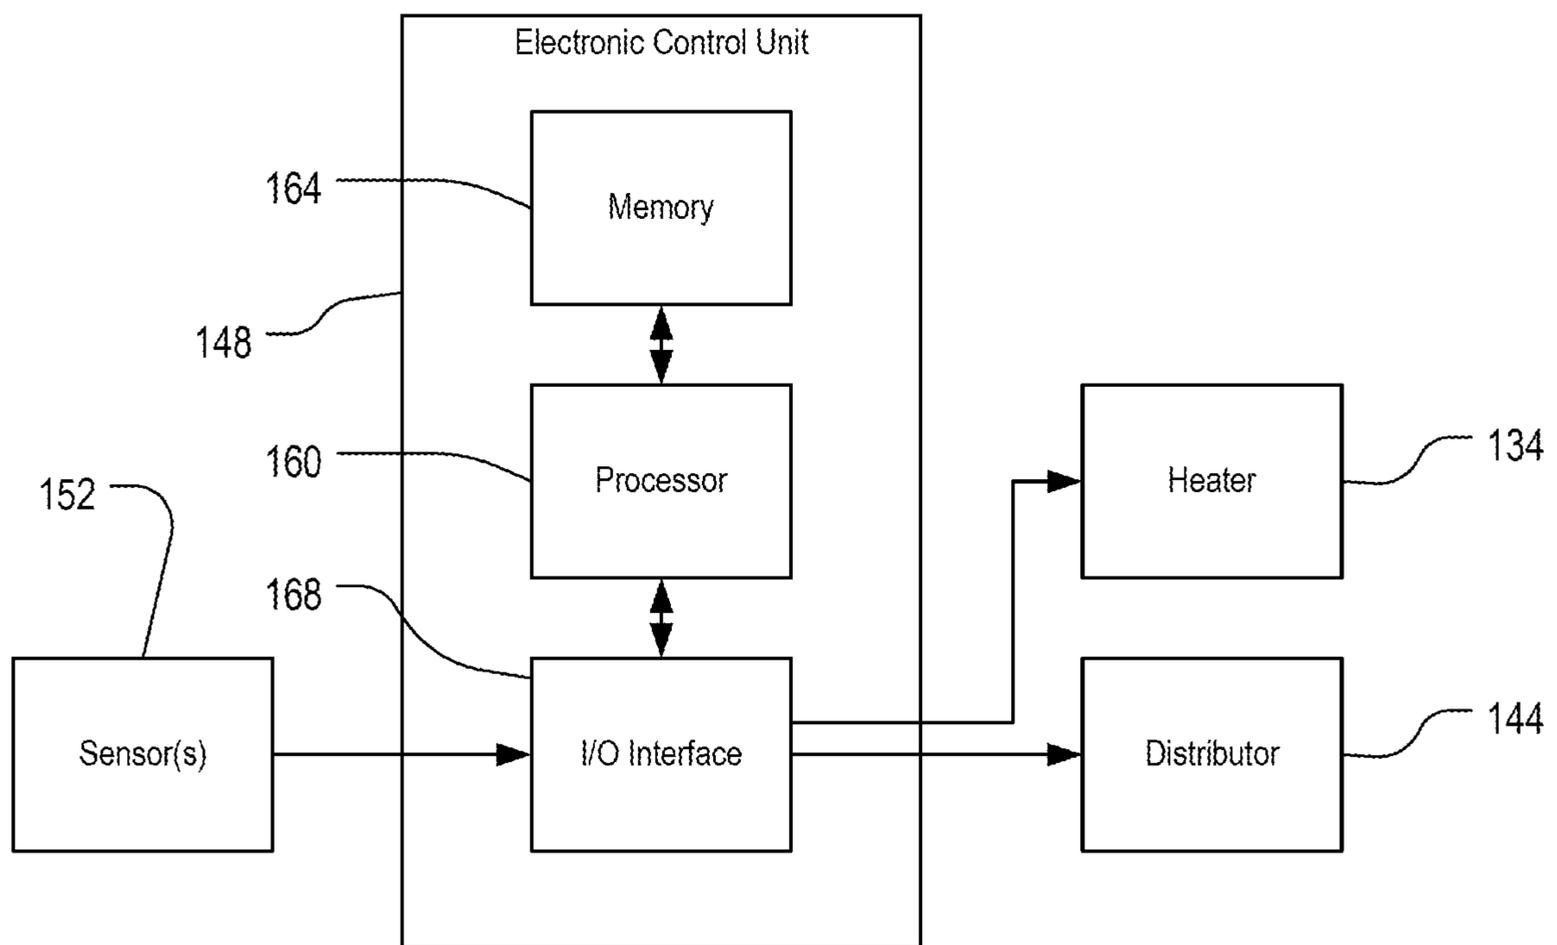 Electronic Control Unit
164
Memory
148
160
Processor
134
Heater
152
168
Sensor(s)
I/O Interface
144
Distributor